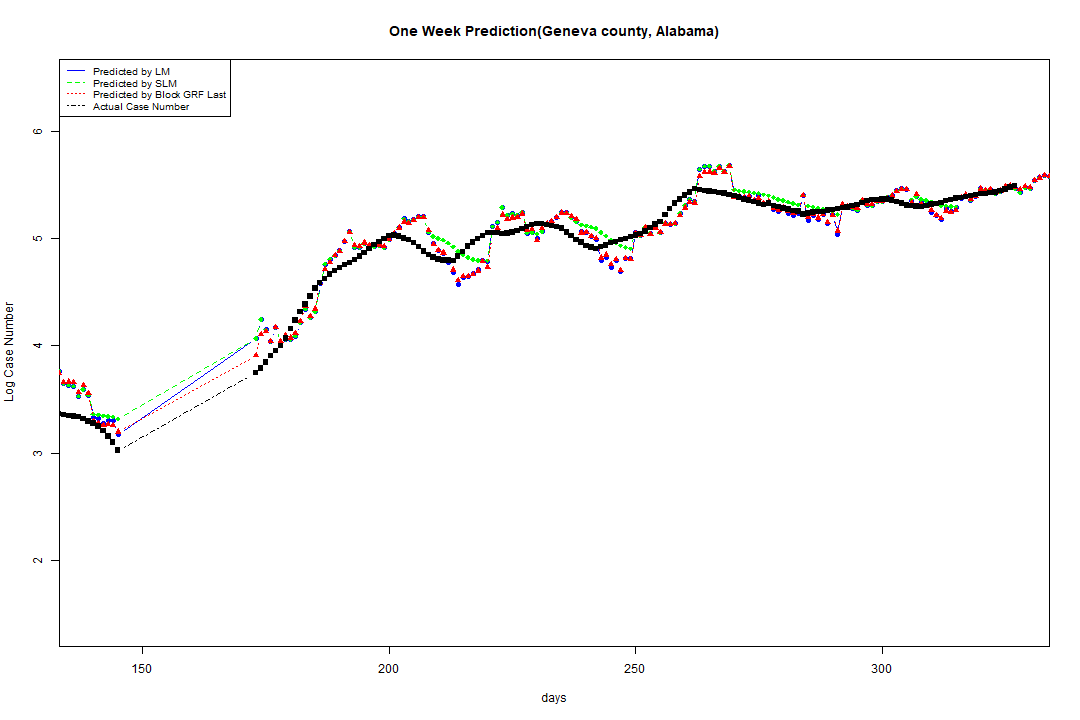 One Week Prediction(Geneva county, Alabama)
Predicted by LM
Predicted by SLM
Predicted by Block GRF Last
Actual Case Number
6
5
4
3
2
Log Case Number
150 200 250 300
days